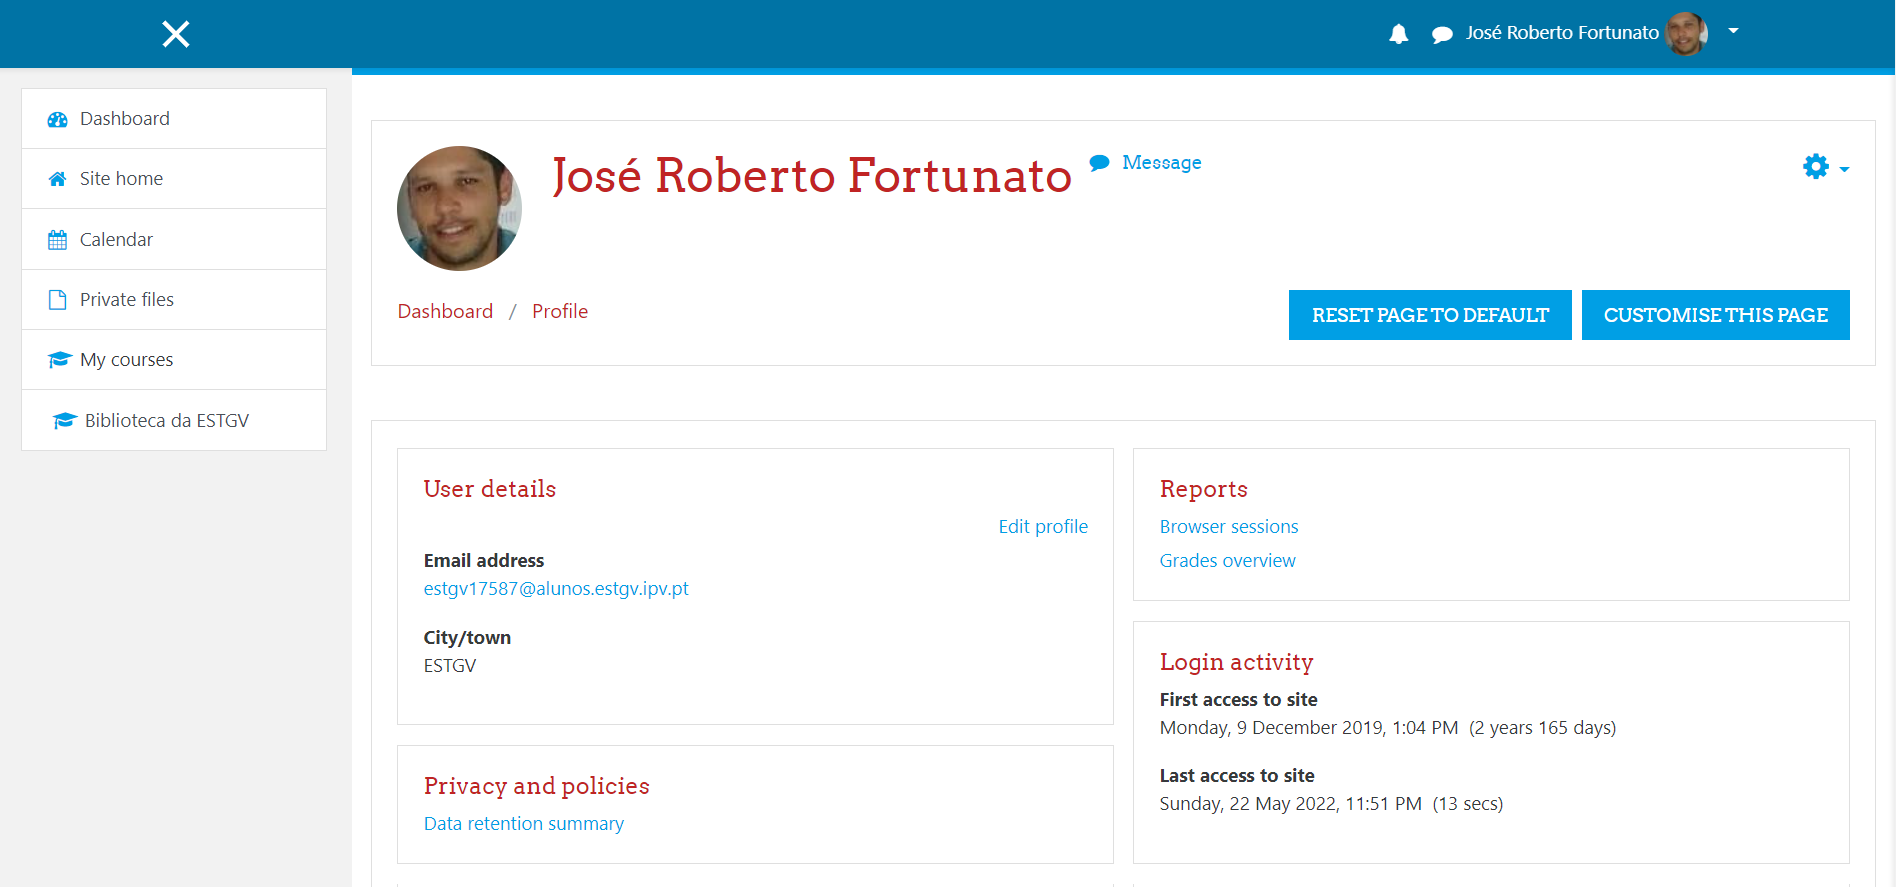 José Roberto Fortunato
Dashboard
Site home
Calendar
Private files
My courses
Biblioteca da ESTGV
José Roberto Fortunato
Message
Dashboard / Profile
RESET PAGE TO DEFAULT
CUSTOMISE THIS PAGE
User details
Edit profile
Email address
estgv17587@alunos.estgv.ipv.pt
City/town
ESTGV
Privacy and policies
Data retention summary
Reports
Browser sessions
Grades overview
Login activity
First access to site
Monday, 9 December 2019, 1:04 PM (2 years 165 days)
Last access to site
Sunday, 22 May 2022, 11:51 PM (13 secs)